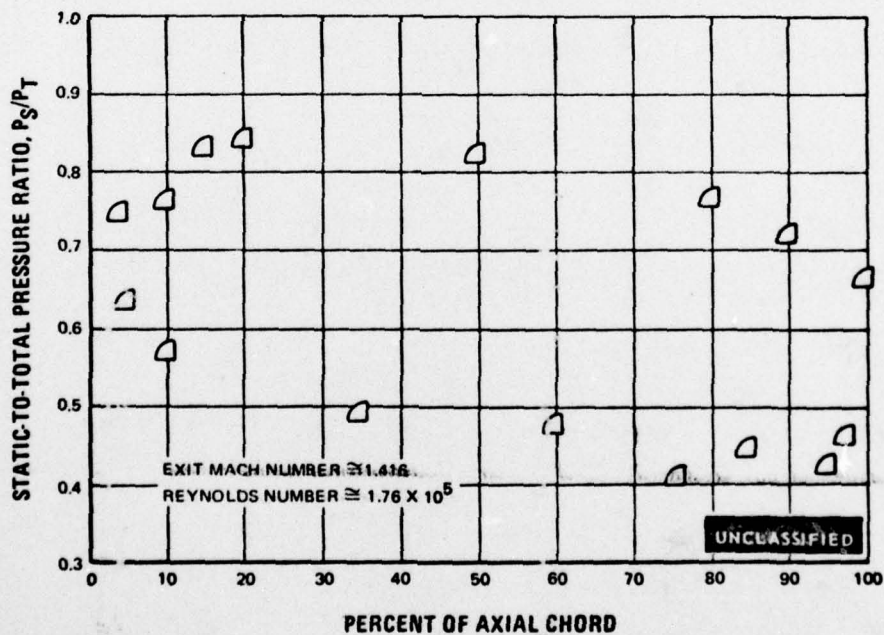 STATIC-TO-TOTAL PRESSURE RATIO, PS/PT
1.0
0.9
0.8
0.7
0.6
0.5
0.4
0.3
EXIT MACH NUMBER ≅1.416
REYNOLDS NUMBER ≅ 1.76 X 10⁵
UNCLASSIFIED
0 10 20 30 40 50 60 70 80 90 100
PERCENT OF AXIAL CHORD